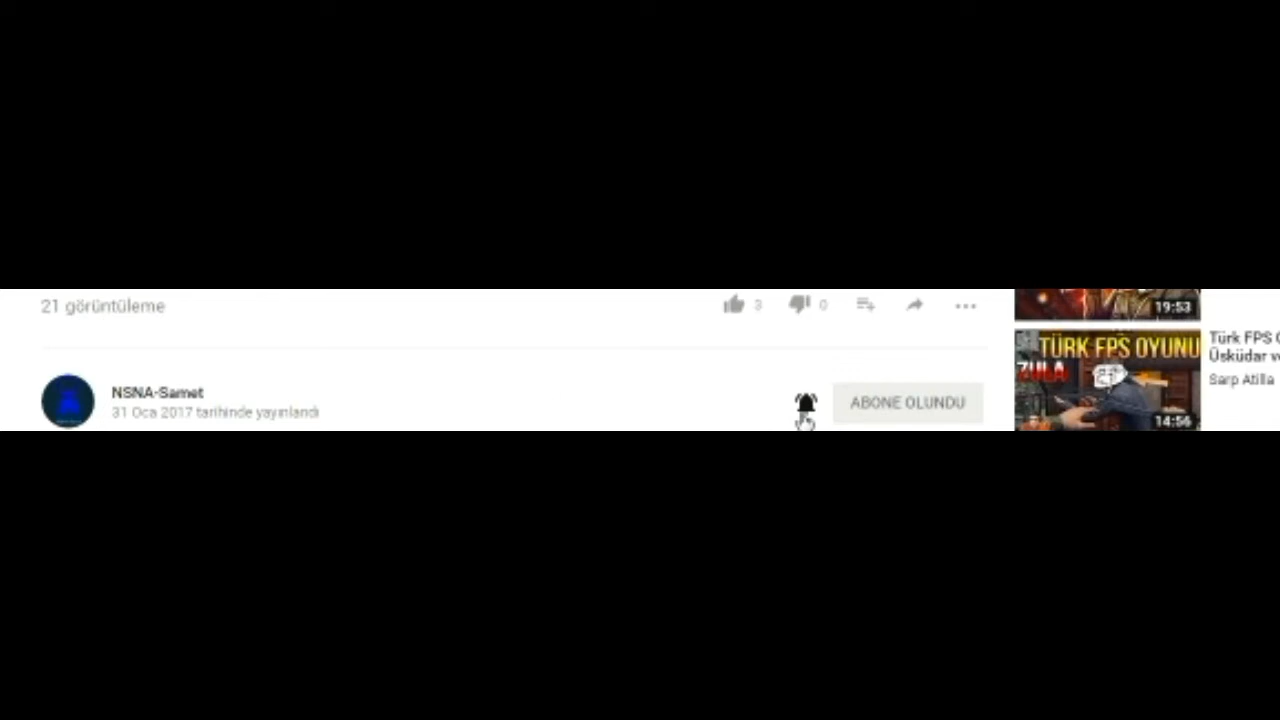 21 görüntüleme
3
0
NSNA-Samet
31 Oca 2017 tarihinde yayınlandı
ABONE OLUNDU
19:53
TÜRK FPS OYUNU
ZULA
14:56
Türk FPS
Üsküdar
Sarp Atilla